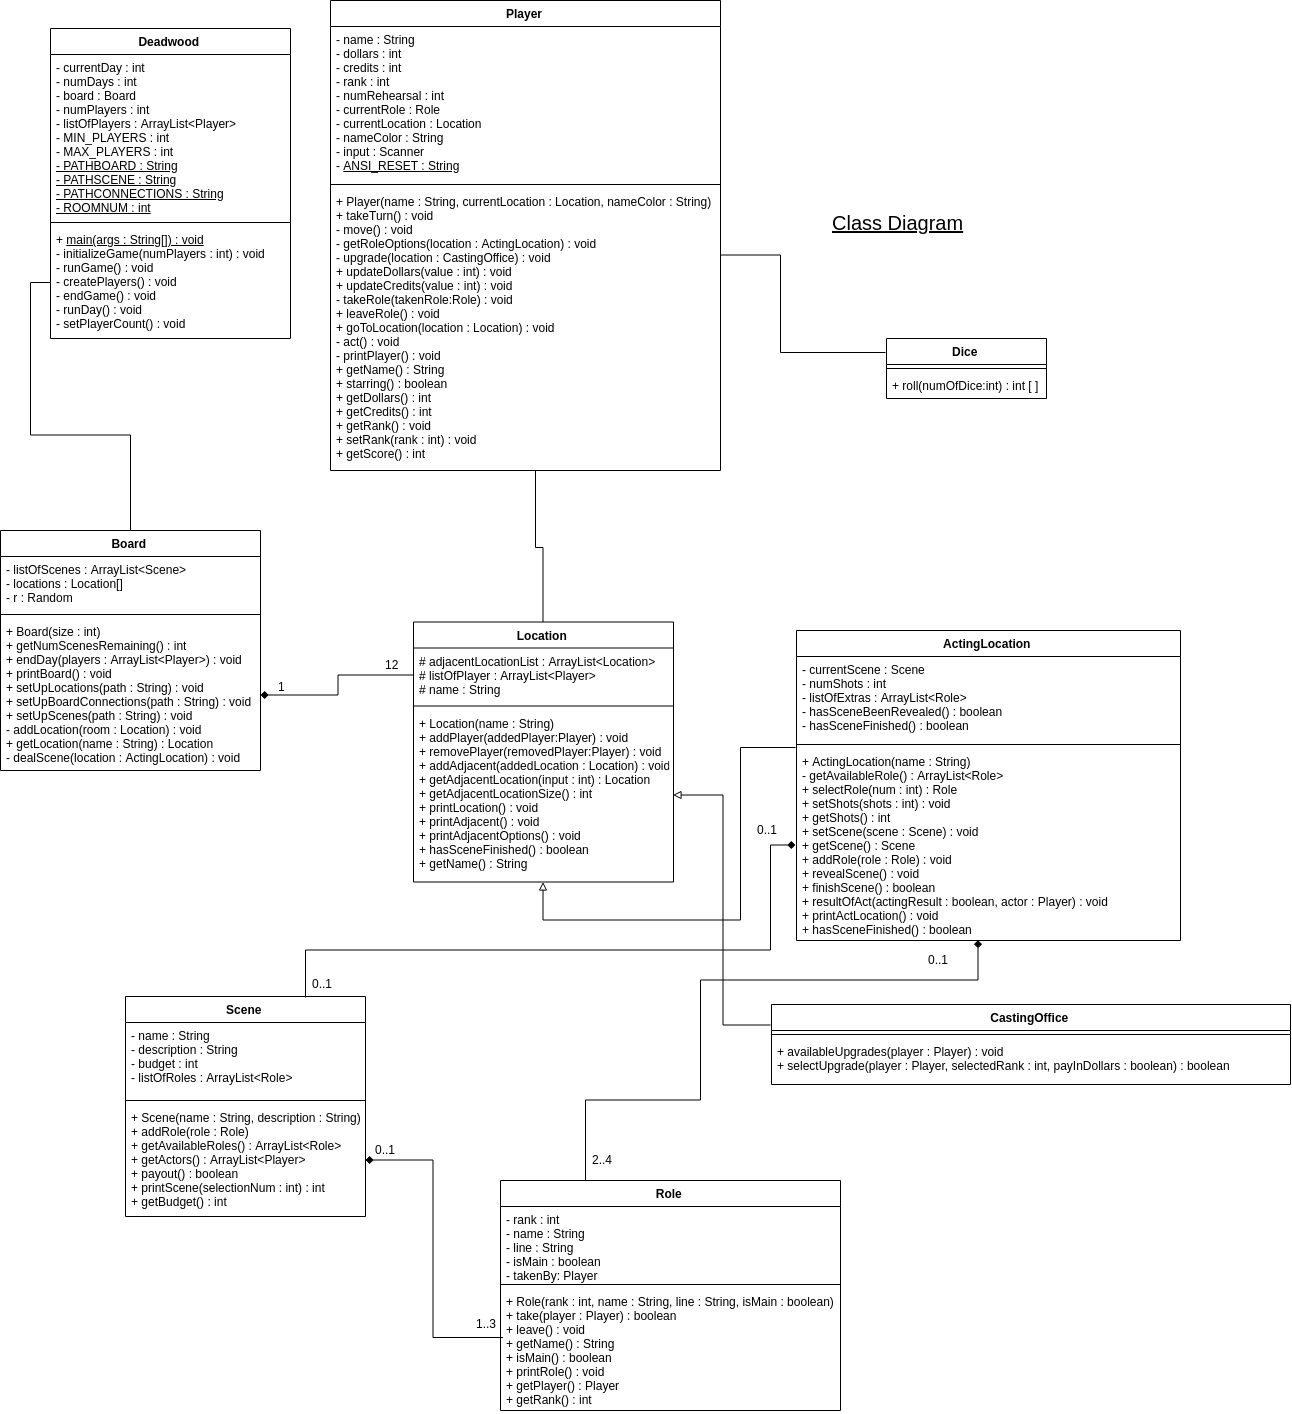 Player
- name : String
- dollars : int
- credits : int
- rank : int
- numRehearsal : int
- currentRole : Role
- currentLocation : Location
- nameColor : String
- input : Scanner
- ANSI_RESET : String
+ Player(name : String, currentLocation : Location, nameColor : String)
+ takeTurn() : void
- move() : void
- getRoleOptions(location : ActingLocation) : void
- upgrade(location : CastingOffice) : void
+ updateDollars(value : int) : void
+ updateCredits(value : int) : void
- takeRole(takenRole:Role) : void
+ leaveRole() : void
+ goToLocation(location : Location) : void
- act() : void
- printPlayer() : void
+ getName() : String
+ starring() : boolean
+ getDollars() : int
+ getCredits() : int
+ getRank() : void
+ setRank(rank : int) : void
+ getScore() : int
Deadwood
- currentDay : int
- numDays : int
- board : Board
- numPlayers : int
- listOfPlayers : ArrayList<Player>
- MIN_PLAYERS : int
- MAX_PLAYERS : int
- PATHBOARD : String
- PATHSCENE : String
- PATHCONNECTIONS : String
- ROOMNUM : int
+ main(args : String[]) : void
- initializeGame(numPlayers : int) : void
- runGame() : void
- createPlayers() : void
- endGame() : void
- runDay() : void
- setPlayerCount() : void
Class Diagram
Dice
+ roll(numOfDice:int) : int [ ]
Board
- listOfScenes : ArrayList<Scene>
- locations : Location[]
- r : Random
+ Board(size : int)
+ getNumScenesRemaining() : int
+ endDay(players : ArrayList<Player>) : void
+ printBoard() : void
+ setUpLocations(path : String) : void
+ setUpBoardConnections(path : String) : void
+ setUpScenes(path : String) : void
- addLocation(room : Location) : void
+ getLocation(name : String) : Location
- dealScene(location : ActingLocation) : void
1
12
Location
# adjacentLocationList : ArrayList<Location>
# listOfPlayer : ArrayList<Player>
# name : String
+ Location(name : String)
+ addPlayer(addedPlayer:Player) : void
+ removePlayer(removedPlayer:Player) : void
+ addAdjacent(addedLocation : Location) : void
+ getAdjacentLocation(input : int) : Location
+ getAdjacentLocationSize() : int
+ printLocation() : void
+ printAdjacent() : void
+ printAdjacentOptions() : void
+ hasSceneFinished() : boolean
+ getName() : String
ActingLocation
- currentScene : Scene
- numShots : int
- listOfExtras : ArrayList<Role>
- hasSceneBeenRevealed() : boolean
- hasSceneFinished() : boolean
+ ActingLocation(name : String)
- getAvailableRole() : ArrayList<Role>
+ selectRole(num : int) : Role
+ setShots(shots : int) : void
+ getShots() : int
+ setScene(scene : Scene) : void
+ getScene() : Scene
+ addRole(role : Role) : void
+ revealScene() : void
+ finishScene() : boolean
+ resultOfAct(actingResult : boolean, actor : Player) : void
+ printActLocation() : void
+ hasSceneFinished() : boolean
0..1
0..1
0..1
Scene
- name : String
- description : String
- budget : int
- listOfRoles : ArrayList<Role>
+ Scene(name : String, description : String)
+ addRole(role : Role)
+ getAvailableRoles() : ArrayList<Role>
+ getActors() : ArrayList<Player>
+ payout() : boolean
+ printScene(selectionNum : int) : int
+ getBudget() : int
CastingOffice
+ availableUpgrades(player : Player) : void
+ selectUpgrade(player : Player, selectedRank : int, payInDollars : boolean) : boolean
0..1
2..4
1..3
Role
- rank : int
- name : String
- line : String
- isMain : boolean
- takenBy: Player
+ Role(rank : int, name : String, line : String, isMain : boolean)
+ take(player : Player) : boolean
+ leave() : void
+ getName() : String
+ isMain() : boolean
+ printRole() : void
+ getPlayer() : Player
+ getRank() : int